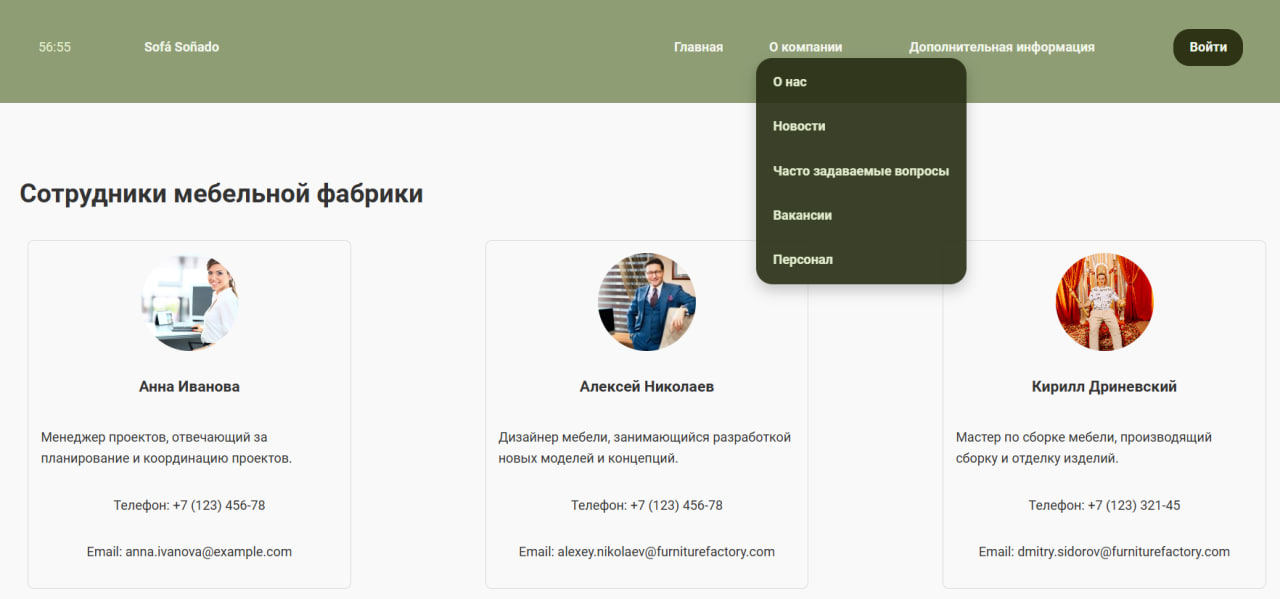 56:55
Sofá Soñado
Главная
О компании
Дополнительная информация
Войти
О нас
Новости
Часто задаваемые вопросы
Вакансии
Персонал
Сотрудники мебельной фабрики
Анна Иванова
Менеджер проектов, отвечающий за
планирование и координацию проектов.
Телефон: +7 (123) 456-78
Email: anna.ivanova@example.com
Алексей Николаев
Дизайнер мебели, занимающийся разработкой
новых моделей и концепций.
Телефон: +7 (123) 456-78
Email: alexey.nikolaev@furniturefactory.com
Кирилл Дриневский
Мастер по сборке мебели, производящий
сборку и отделку изделий.
Телефон: +7 (123) 321-45
Email: dmitry.sidorov@furniturefactory.com